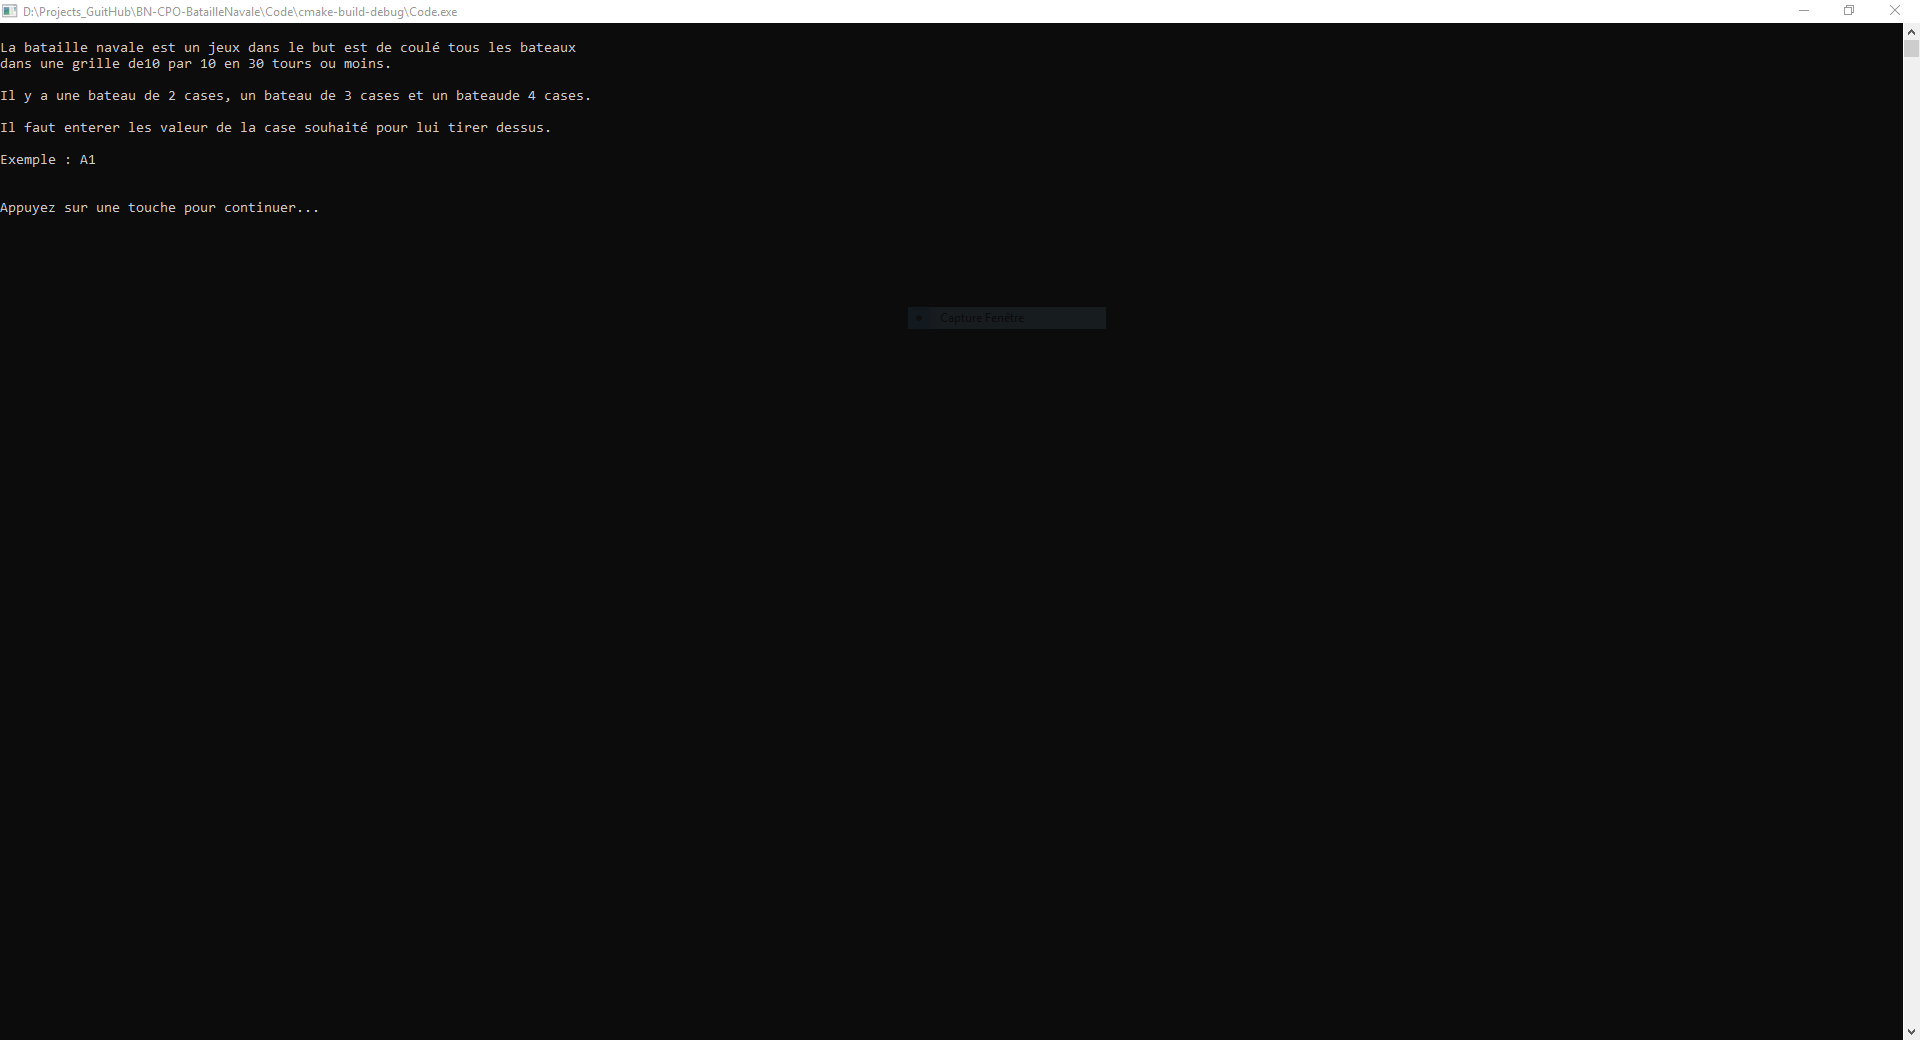 D:\Projects_GuitHub\BN-CPO-BatailleNavale\Code\cmake-build-debug\Code.exe
La bataille navale est un jeux dans le but est de coulé tous les bateaux
dans une grille de10 par 10 en 30 tours ou moins.
Il y a une bateau de 2 cases, un bateau de 3 cases et un bateaude 4 cases.
Il faut enterer les valeur de la case souhaité pour lui tirer dessus.
Exemple : A1
Appuyez sur une touche pour continuer...
Capture Fenêtre